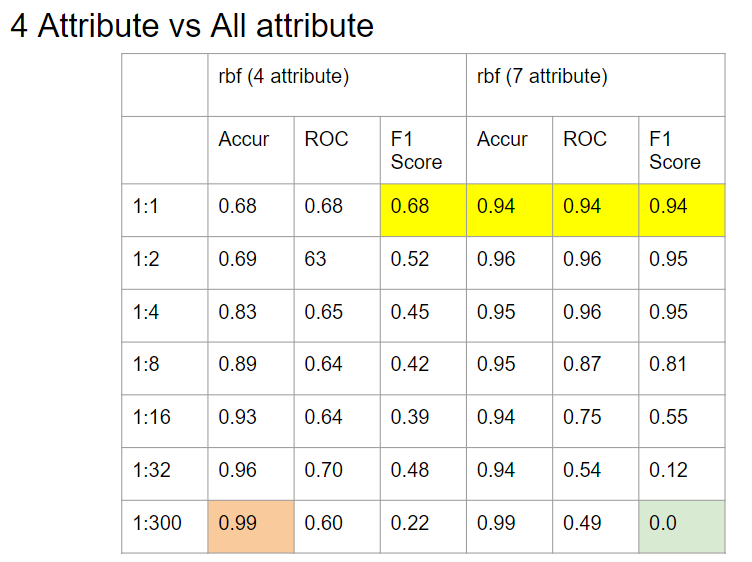 4 Attribute vs All attribute
rbf (4 attribute) rbf (7 attribute)
Accur ROC F1 Score Accur ROC F1 Score
1:1 0.68 0.68 0.68 0.94 0.94 0.94
1:2 0.69 63 0.52 0.96 0.96 0.95
1:4 0.83 0.65 0.45 0.95 0.96 0.95
1:8 0.89 0.64 0.42 0.95 0.87 0.81
1:16 0.93 0.64 0.39 0.94 0.75 0.55
1:32 0.96 0.70 0.48 0.94 0.54 0.12
1:300 0.99 0.60 0.22 0.99 0.49 0.0